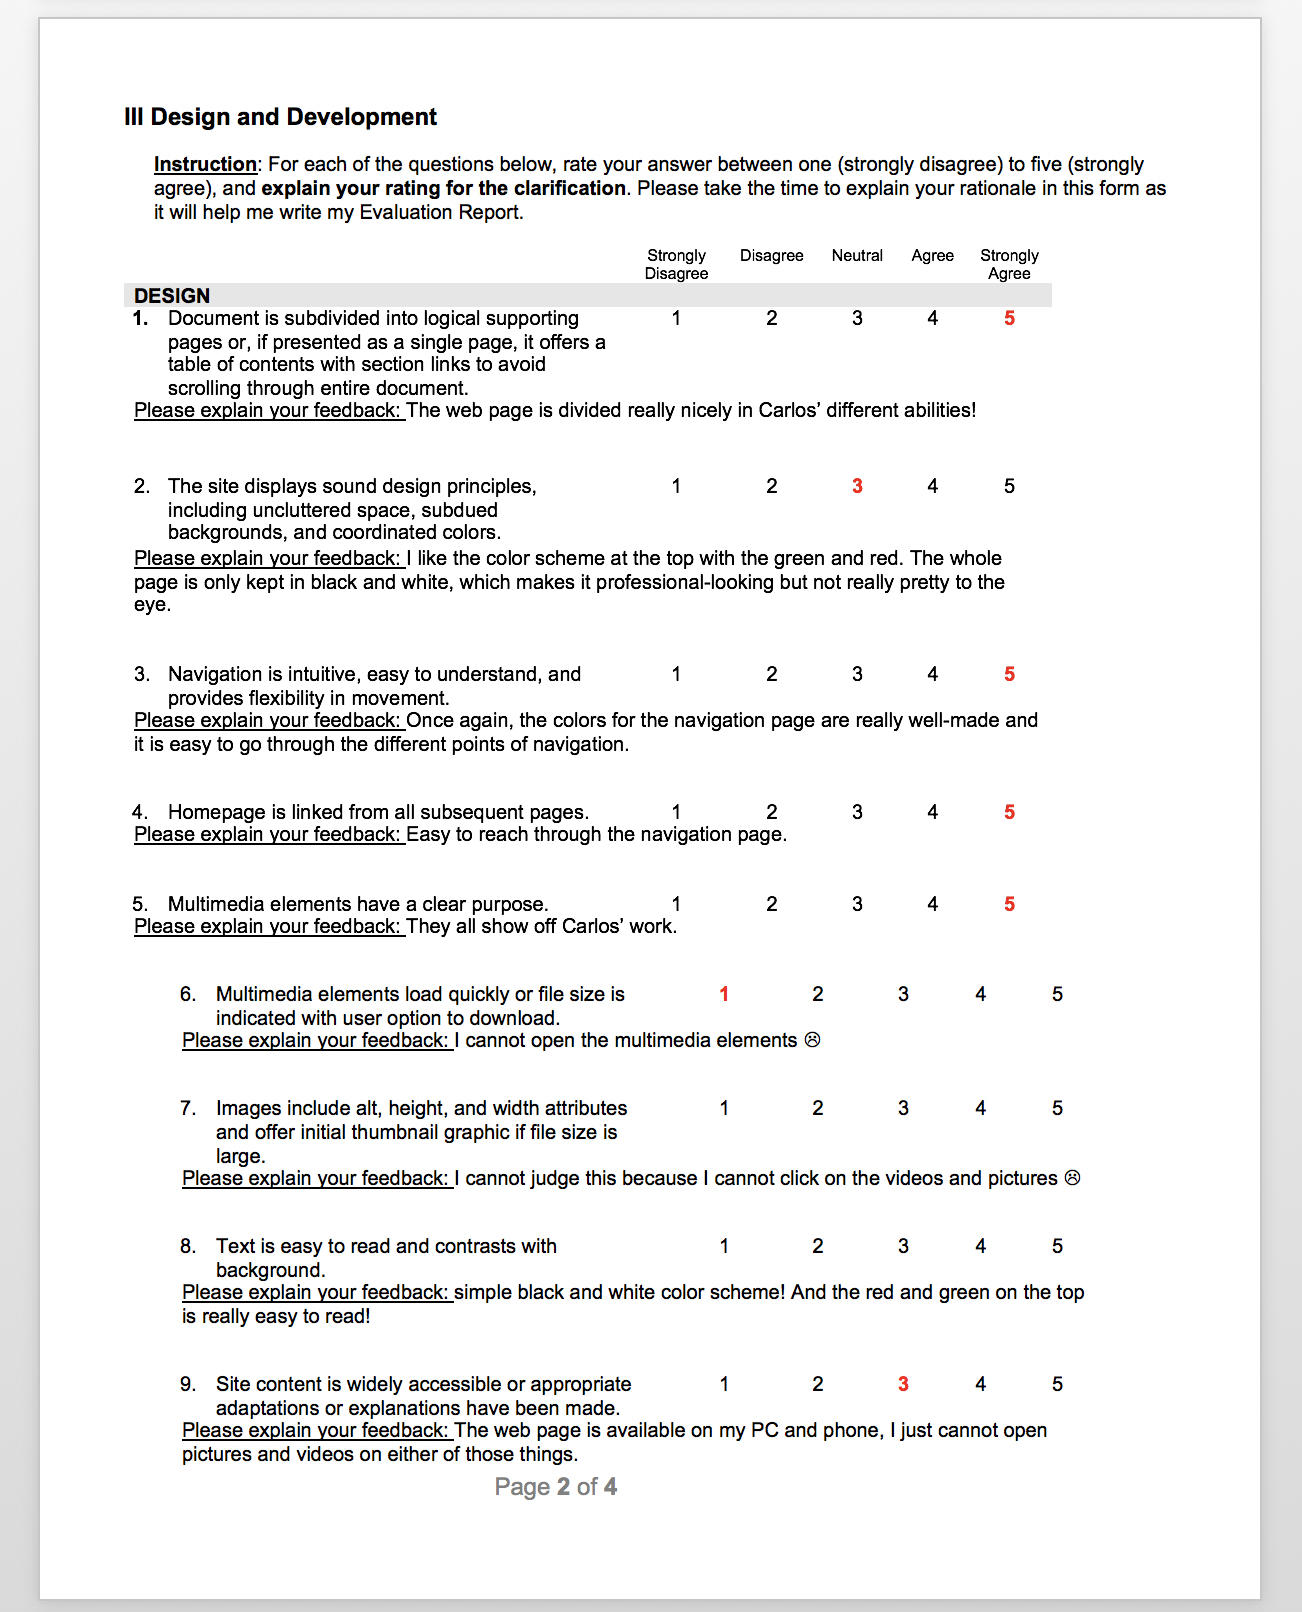 III Design and Development
Instruction: For each of the questions below, rate your answer between one (strongly disagree) to five (strongly
agree), and explain your rating for the clarification. Please take the time to explain your rationale in this form as
it will help me write my Evaluation Report.
Strongly Disagree Disagree Neutral Agree Strongly Agree
DESIGN
1. Document is subdivided into logical supporting 1 2 3 4 5
pages or, if presented as a single page, it offers a
table of contents with section links to avoid
scrolling through entire document.
Please explain your feedback: The web page is divided really nicely in Carlos’ different abilities!
2. The site displays sound design principles, 1 2 3 4 5
including uncluttered space, subdued
backgrounds, and coordinated colors.
Please explain your feedback: I like the color scheme at the top with the green and red. The whole
page is only kept in black and white, which makes it professional-looking but not really pretty to the
eye.
3. Navigation is intuitive, easy to understand, and 1 2 3 4 5
provides flexibility in movement.
Please explain your feedback: Once again, the colors for the navigation page are really well-made and
it is easy to go through the different points of navigation.
4. Homepage is linked from all subsequent pages. 1 2 3 4 5
Please explain your feedback: Easy to reach through the navigation page.
5. Multimedia elements have a clear purpose. 1 2 3 4 5
Please explain your feedback: They all show off Carlos’ work.
6. Multimedia elements load quickly or file size is 1 2 3 4 5
indicated with user option to download.
Please explain your feedback: I cannot open the multimedia elements ☹
7. Images include alt, height, and width attributes 1 2 3 4 5
and offer initial thumbnail graphic if file size is
large.
Please explain your feedback: I cannot judge this because I cannot click on the videos and pictures ☹
8. Text is easy to read and contrasts with 1 2 3 4 5
background.
Please explain your feedback: simple black and white color scheme! And the red and green on the top
is really easy to read!
9. Site content is widely accessible or appropriate 1 2 3 4 5
adaptations or explanations have been made.
Please explain your feedback: The web page is available on my PC and phone, I just cannot open
pictures and videos on either of those things.
Page 2 of 4